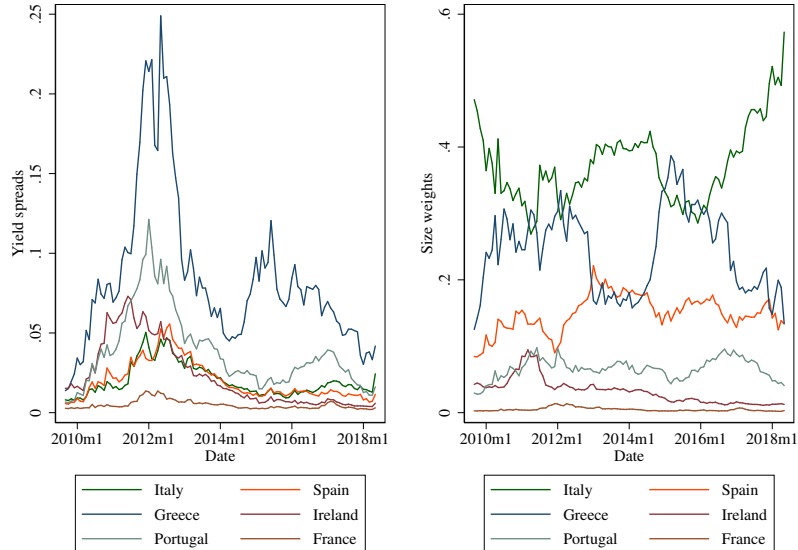 Yield spreads
.25
.2
.15
.1
.05
0
2010m1 2012m1 2014m1 2016m1 2018m1
Date
Italy Spain
Greece Ireland
Portugal France
Size weights
.6
.4
.2
0
2010m1 2012m1 2014m1 2016m1 2018m1
Date
Italy Spain
Greece Ireland
Portugal France